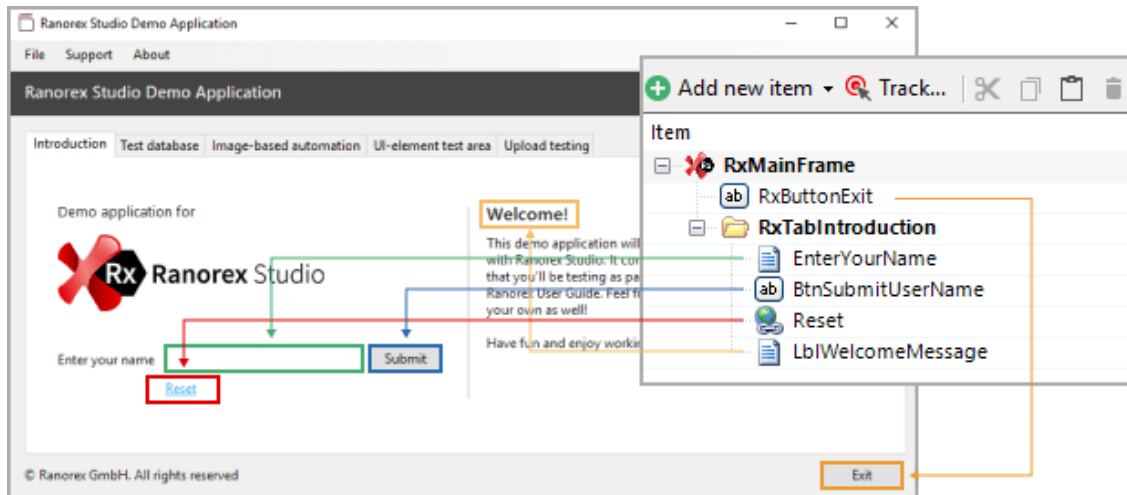 Ranorex Studio Demo Application
File Support About
Ranorex Studio Demo Application
Introduction Test database Image-based automation UI-element test area Upload testing
Demo application for
Rx Ranorex Studio
Enter your name
Submit
Reset
Welcome!
This demo application will
with Ranorex Studio. It
that you'll be testing as
Ranorex User Guide. Feel
your own as well!
Have fun and enjoy
© Ranorex GmbH. All rights reserved
Exit
Add new item Track...
Item
RxMainFrame
ab RxButtonExit
RxTabIntroduction
EnterYourName
ab BtnSubmitUserName
Reset
LblWelcomeMessage